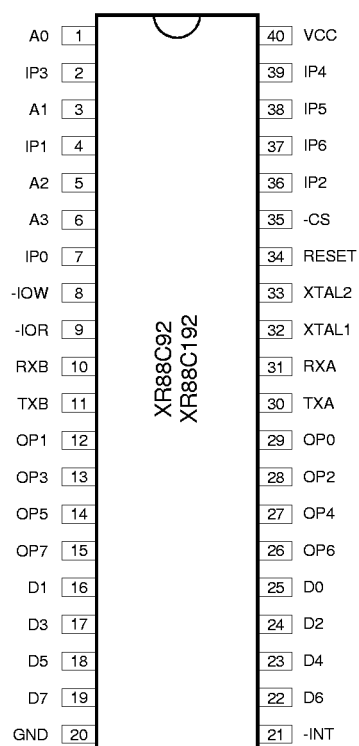 A0 1 40 VCC
IP3 2 39 IP4
A1 3 38 IP5
IP1 4 37 IP6
A2 5 36 IP2
A3 6 35 -CS
IP0 7 34 RESET
-IOW 8 33 XTAL2
-IOR 9 32 XTAL1
RXB 10 31 RXA
TXB 11 30 TXA
OP1 12 29 OP0
OP3 13 28 OP2
OP5 14 27 OP4
OP7 15 26 OP6
D1 16 25 D0
D3 17 24 D2
D5 18 23 D4
D7 19 22 D6
GND 20 21 -INT
XR88C92
XR88C192